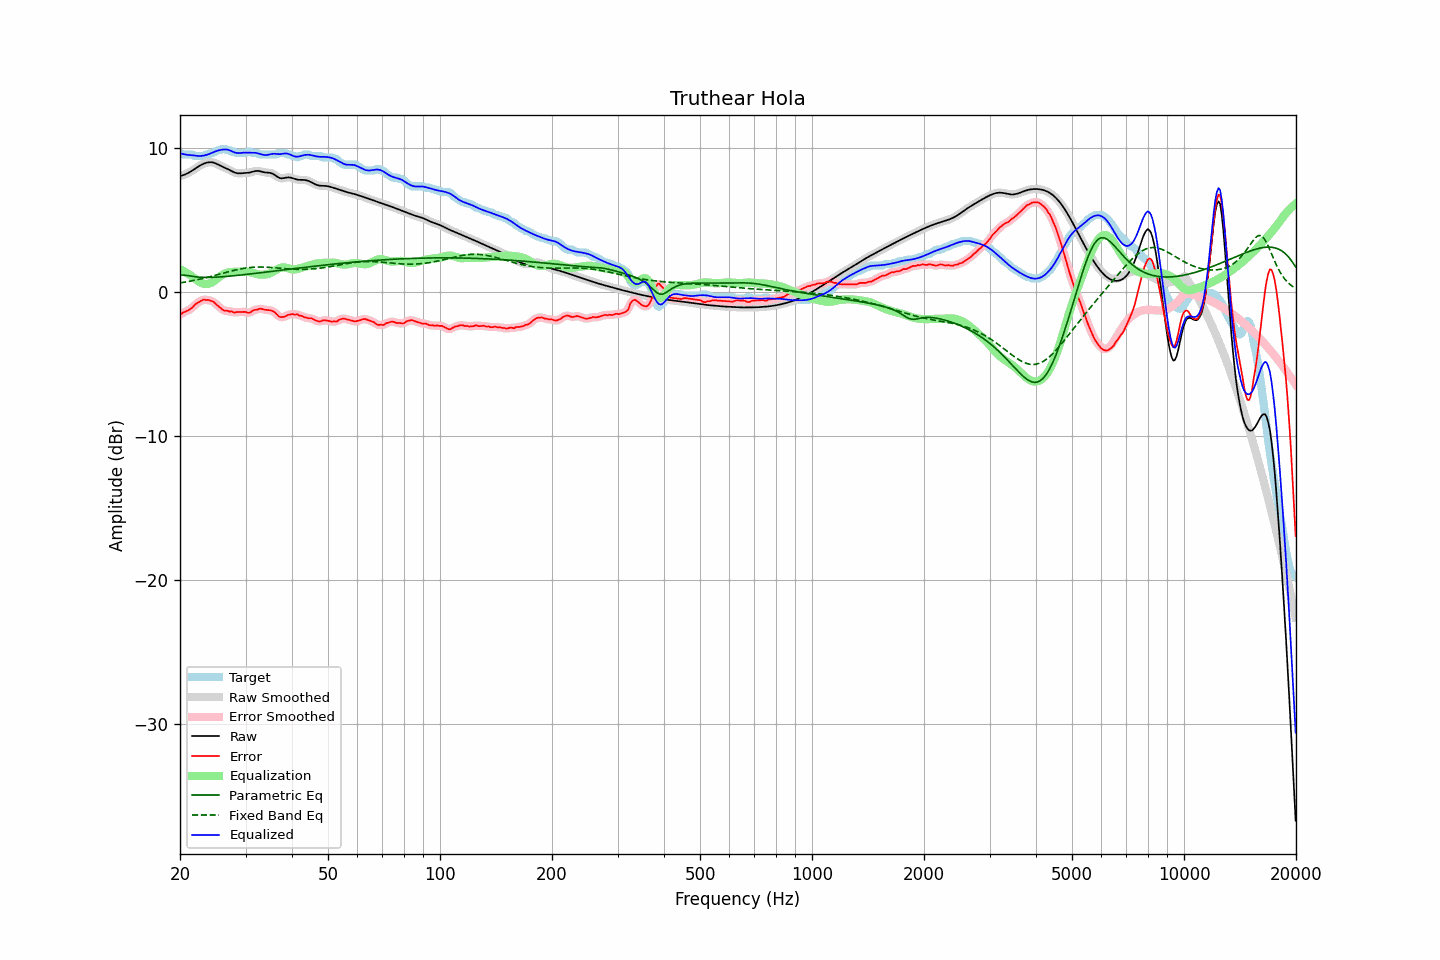 Truthear Hola
Amplitude (dBr)
10
0
−10
−20
−30
Target
Raw Smoothed
Error Smoothed
Raw
Error
Equalization
Parametric Eq
Fixed Band Eq
Equalized
20 50 100 200 500 1000 2000 5000 10000 20000
Frequency (Hz)